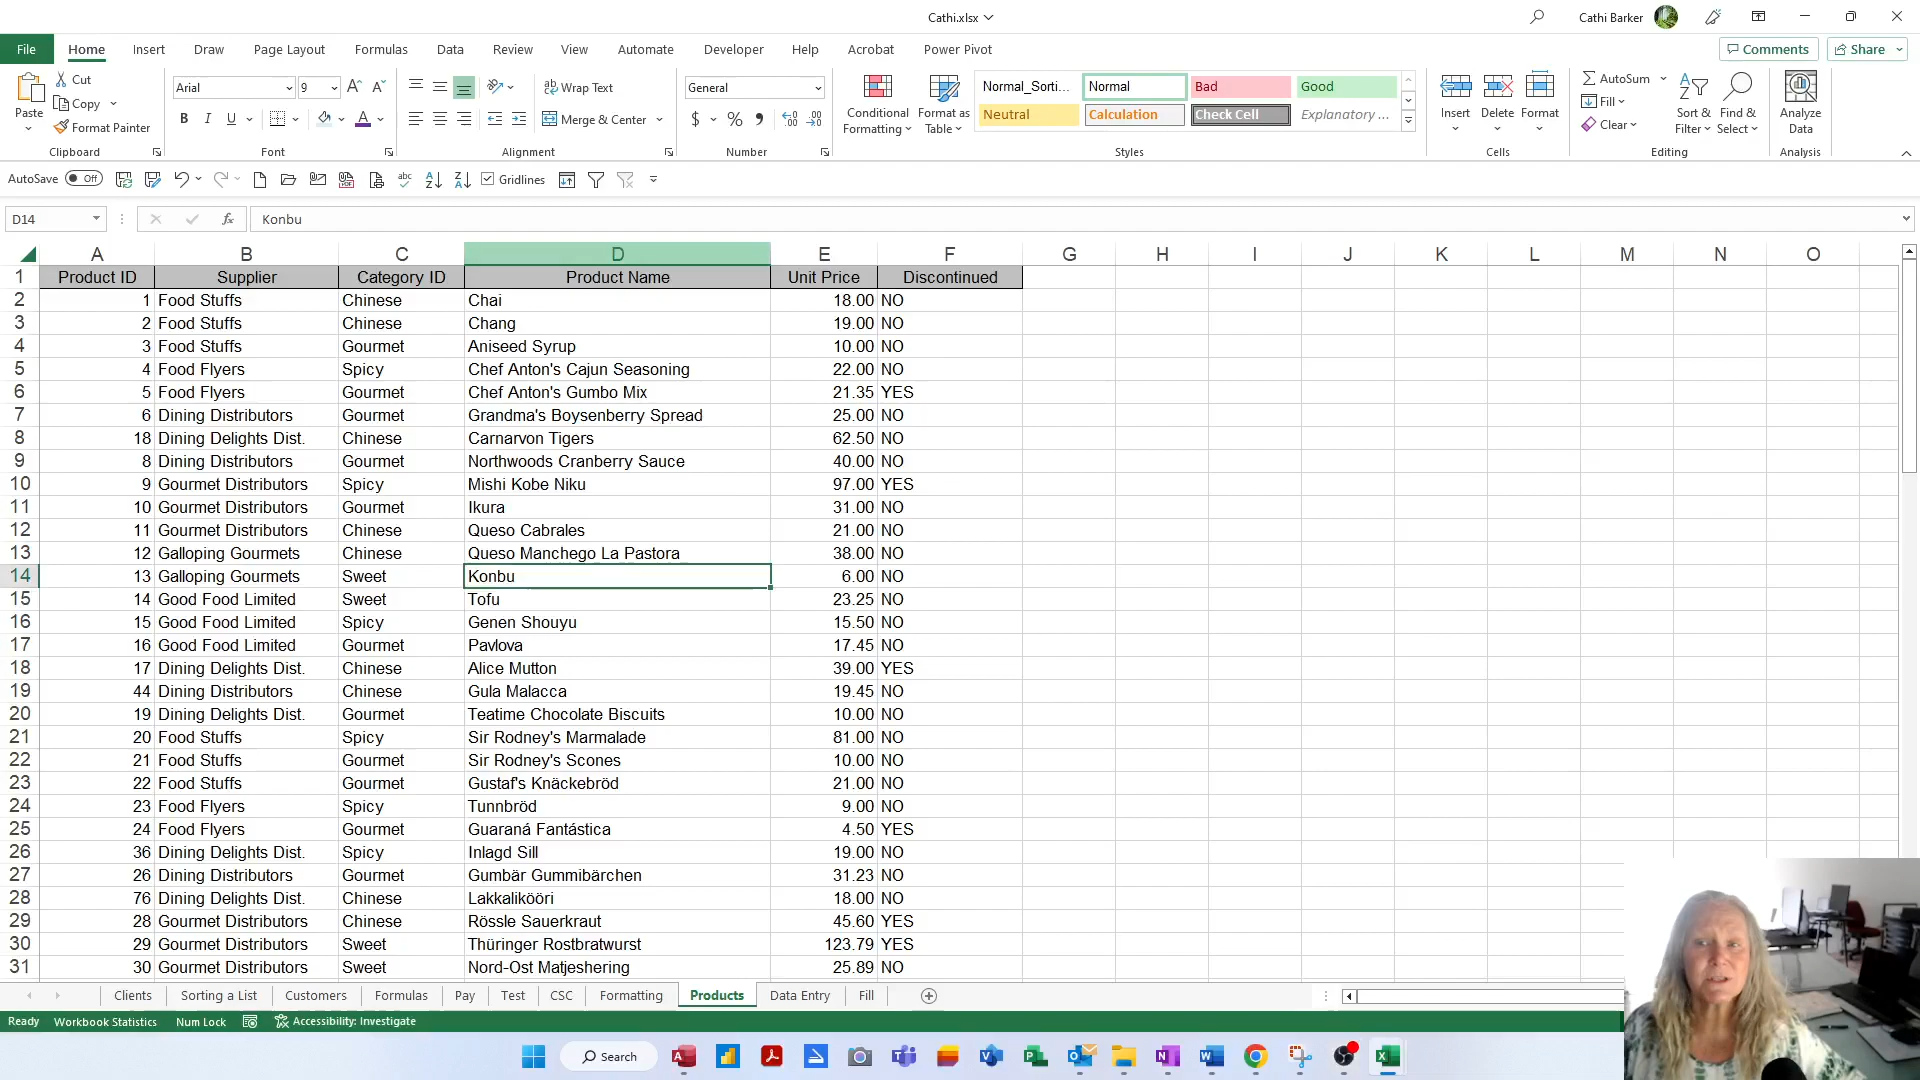 Cathi.xlsx
Cathi Barker
File Home Insert Draw Page Layout Formulas Data Review View Automate Developer Help Acrobat Power Pivot Comments Share
Paste Cut Copy Format Painter Clipboard
Arial 9 A A B I U A Font
ab Wrap Text Merge & Center Alignment
General $ % 9 Number
Conditional Formatting Format as Table
Normal_Sorti... Normal Bad Good
Neutral Calculation Check Cell Explanatory ...
Styles
Insert Delete Format Cells
AutoSum Fill Clear Sort & Filter Find & Select Editing
Analyze Data Analysis
AutoSave Off abc Gridlines
D14 fx Konbu
A B C D E F G H I J K L M N O
1 Product ID Supplier Category ID Product Name Unit Price Discontinued
2 1 Food Stuffs Chinese Chai 18.00 NO
3 2 Food Stuffs Chinese Chang 19.00 NO
4 3 Food Stuffs Gourmet Aniseed Syrup 10.00 NO
5 4 Food Flyers Spicy Chef Anton's Cajun Seasoning 22.00 NO
6 5 Food Flyers Gourmet Chef Anton's Gumbo Mix 21.35 YES
7 6 Dining Distributors Gourmet Grandma's Boysenberry Spread 25.00 NO
8 18 Dining Delights Dist. Chinese Carnarvon Tigers 62.50 NO
9 8 Dining Distributors Gourmet Northwoods Cranberry Sauce 40.00 NO
10 9 Gourmet Distributors Spicy Mishi Kobe Niku 97.00 YES
11 10 Gourmet Distributors Gourmet Ikura 31.00 NO
12 11 Gourmet Distributors Chinese Queso Cabrales 21.00 NO
13 12 Galloping Gourmets Chinese Queso Manchego La Pastora 38.00 NO
14 13 Galloping Gourmets Sweet Konbu 6.00 NO
15 14 Good Food Limited Sweet Tofu 23.25 NO
16 15 Good Food Limited Spicy Genen Shouyu 15.50 NO
17 16 Good Food Limited Gourmet Pavlova 17.45 NO
18 17 Dining Delights Dist. Chinese Alice Mutton 39.00 YES
19 44 Dining Distributors Chinese Gula Malacca 19.45 NO
20 19 Dining Delights Dist. Gourmet Teatime Chocolate Biscuits 10.00 NO
21 20 Food Stuffs Spicy Sir Rodney's Marmalade 81.00 NO
22 21 Food Stuffs Gourmet Sir Rodney's Scones 10.00 NO
23 22 Food Stuffs Gourmet Gustaf's Knäckebröd 21.00 NO
24 23 Food Flyers Spicy Tunnbröd 9.00 NO
25 24 Food Flyers Gourmet Guaraná Fantástica 4.50 YES
26 36 Dining Delights Dist. Spicy Inlagd Sill 19.00 NO
27 26 Dining Distributors Gourmet Gumbär Gummibärchen 31.23 NO
28 76 Dining Delights Dist. Chinese Lakkalikööri 18.00 NO
29 28 Gourmet Distributors Chinese Rössle Sauerkraut 45.60 YES
30 29 Gourmet Distributors Sweet Thüringer Rostbratwurst 123.79 YES
31 30 Gourmet Distributors Sweet Nord-Ost Matjeshering 25.89 NO
Clients Sorting a List Customers Formulas Pay Test CSC Formatting Products Data Entry Fill
Ready Workbook Statistics Num Lock Accessibility: Investigate
Search